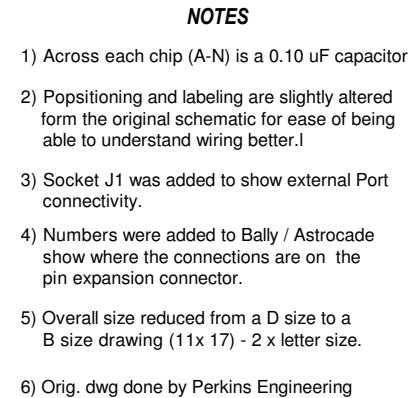 NOTES
1) Across each chip (A-N) is a 0.10 uF capacitor
2) Popsitioning and labeling are slightly altered
form the original schematic for ease of being
able to understand wiring better.l
3) Socket J1 was added to show external Port
connectivity.
4) Numbers were added to Bally / Astrocade
show where the connections are on the
pin expansion connector.
5) Overall size reduced from a D size to a
B size drawing (11x 17) - 2 x letter size.
6) Orig. dwg done by Perkins Engineering